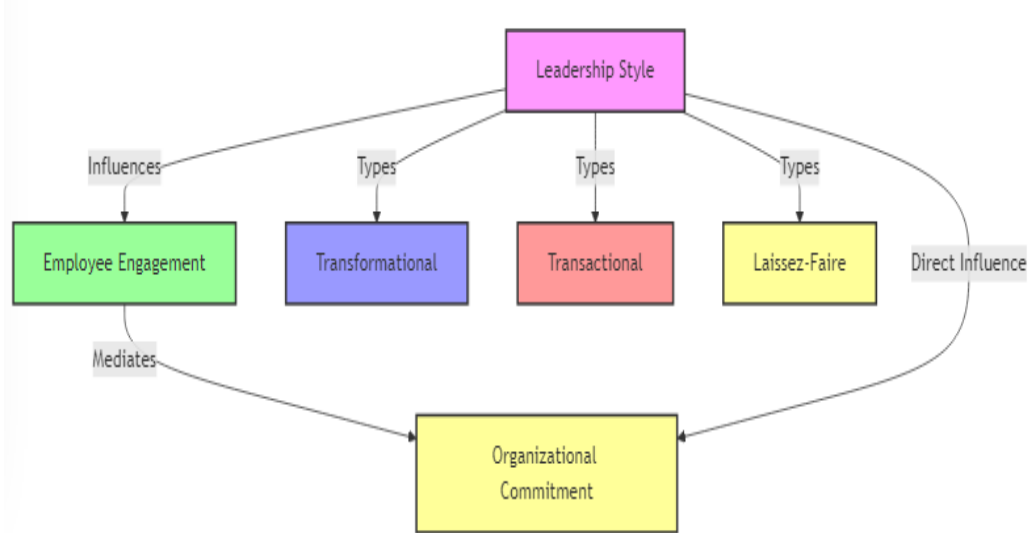 Leadership Style
Influences
Types
Types
Types
Employee Engagement
Transformational
Transactional
Laissez-Faire
Direct Influence
Mediates
Organizational
Commitment